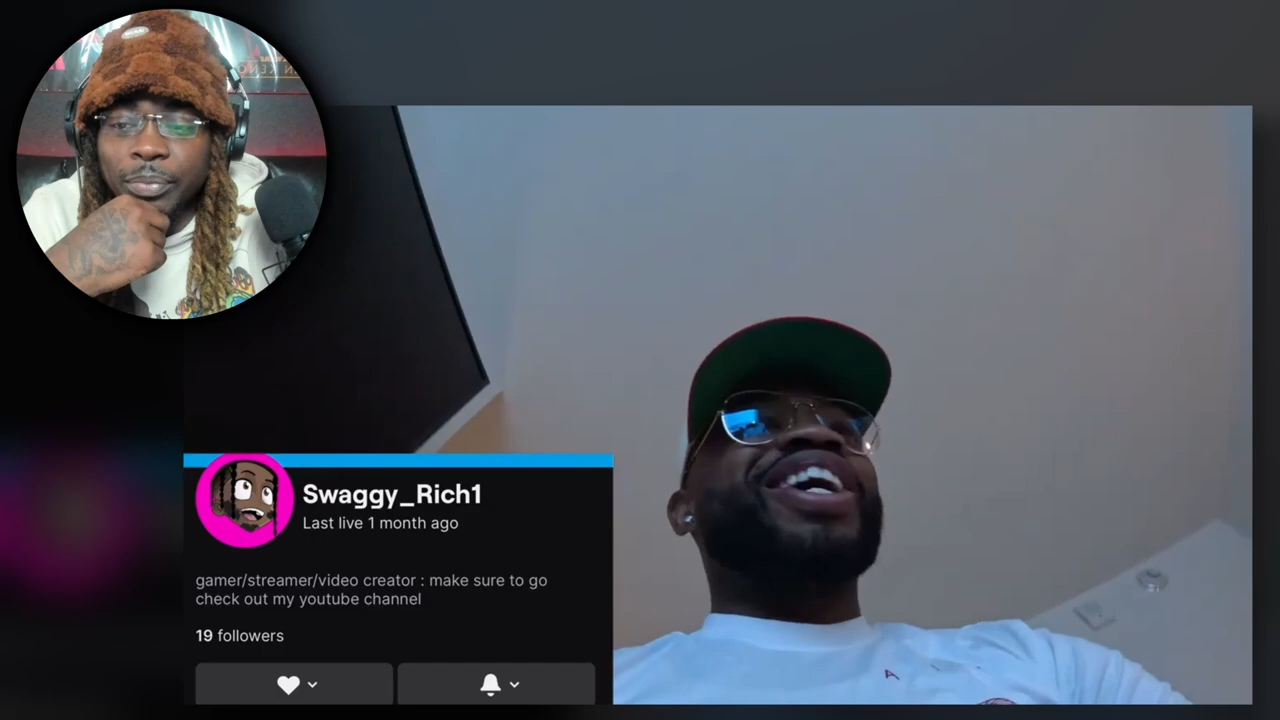 Swaggy_Rich1
Last live 1 month ago
gamer/streamer/video creator : make sure to go
check out my youtube channel
19 followers